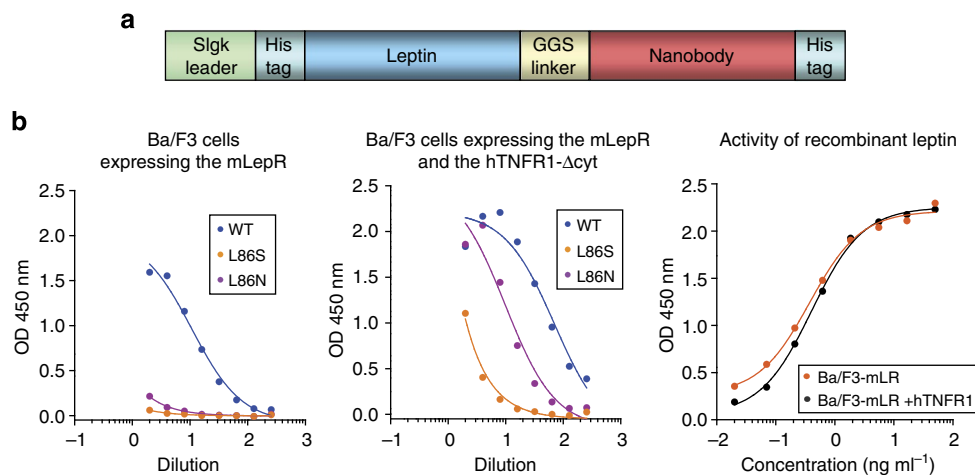 a
SIgk
leader
His
tag
Leptin
GGS
linker
Nanobody
His
tag
b
Ba/F3 cells
expressing the mLepR
OD 450 nm
2.5
2.0
1.5
1.0
0.5
0.0
WT
L86S
L86N
−1 0 1 2 3
Dilution
Ba/F3 cells expressing the mLepR
and the hTNFR1-Δcyt
OD 450 nm
2.5
2.0
1.5
1.0
0.5
0.0
WT
L86S
L86N
−1 0 1 2 3
Dilution
Activity of recombinant leptin
OD 450 nm
2.5
2.0
1.5
1.0
0.5
0.0
Ba/F3-mLR
Ba/F3-mLR +hTNFR1
−2 −1 0 1 2
Concentration (ng ml⁻¹)